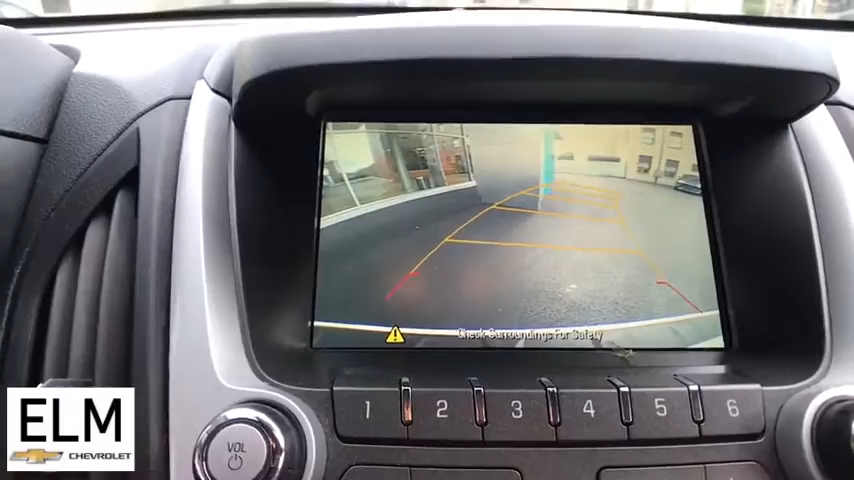 Check Surroundings For Safety
1 2 3 4 5 6
VOL
ELM
CHEVROLET